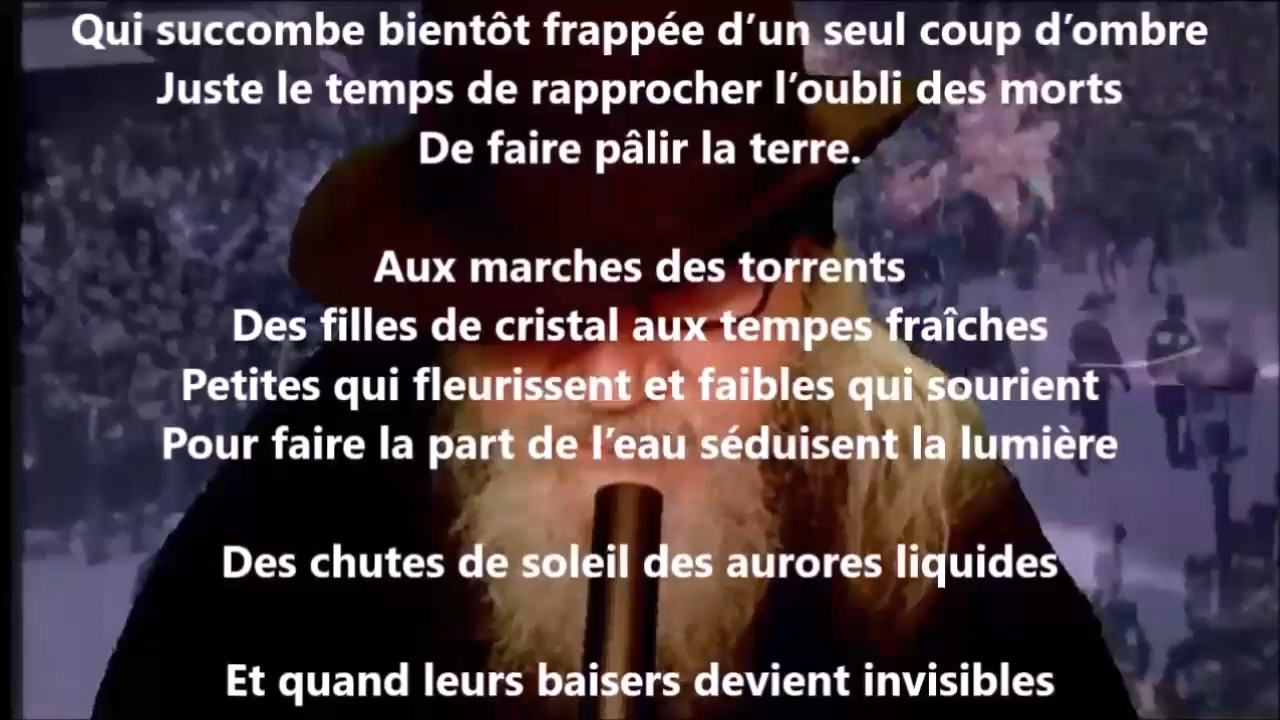 Qui succombe bientôt frappée d’un seul coup d’ombre
Juste le temps de rapprocher l’oubli des morts
De faire pâlir la terre.
Aux marches des torrents
Des filles de cristal aux tempes fraîches
Petites qui fleurissent et faibles qui sourient
Pour faire la part de l’eau séduisent la lumière
Des chutes de soleil des aurores liquides
Et quand leurs baisers devient invisibles